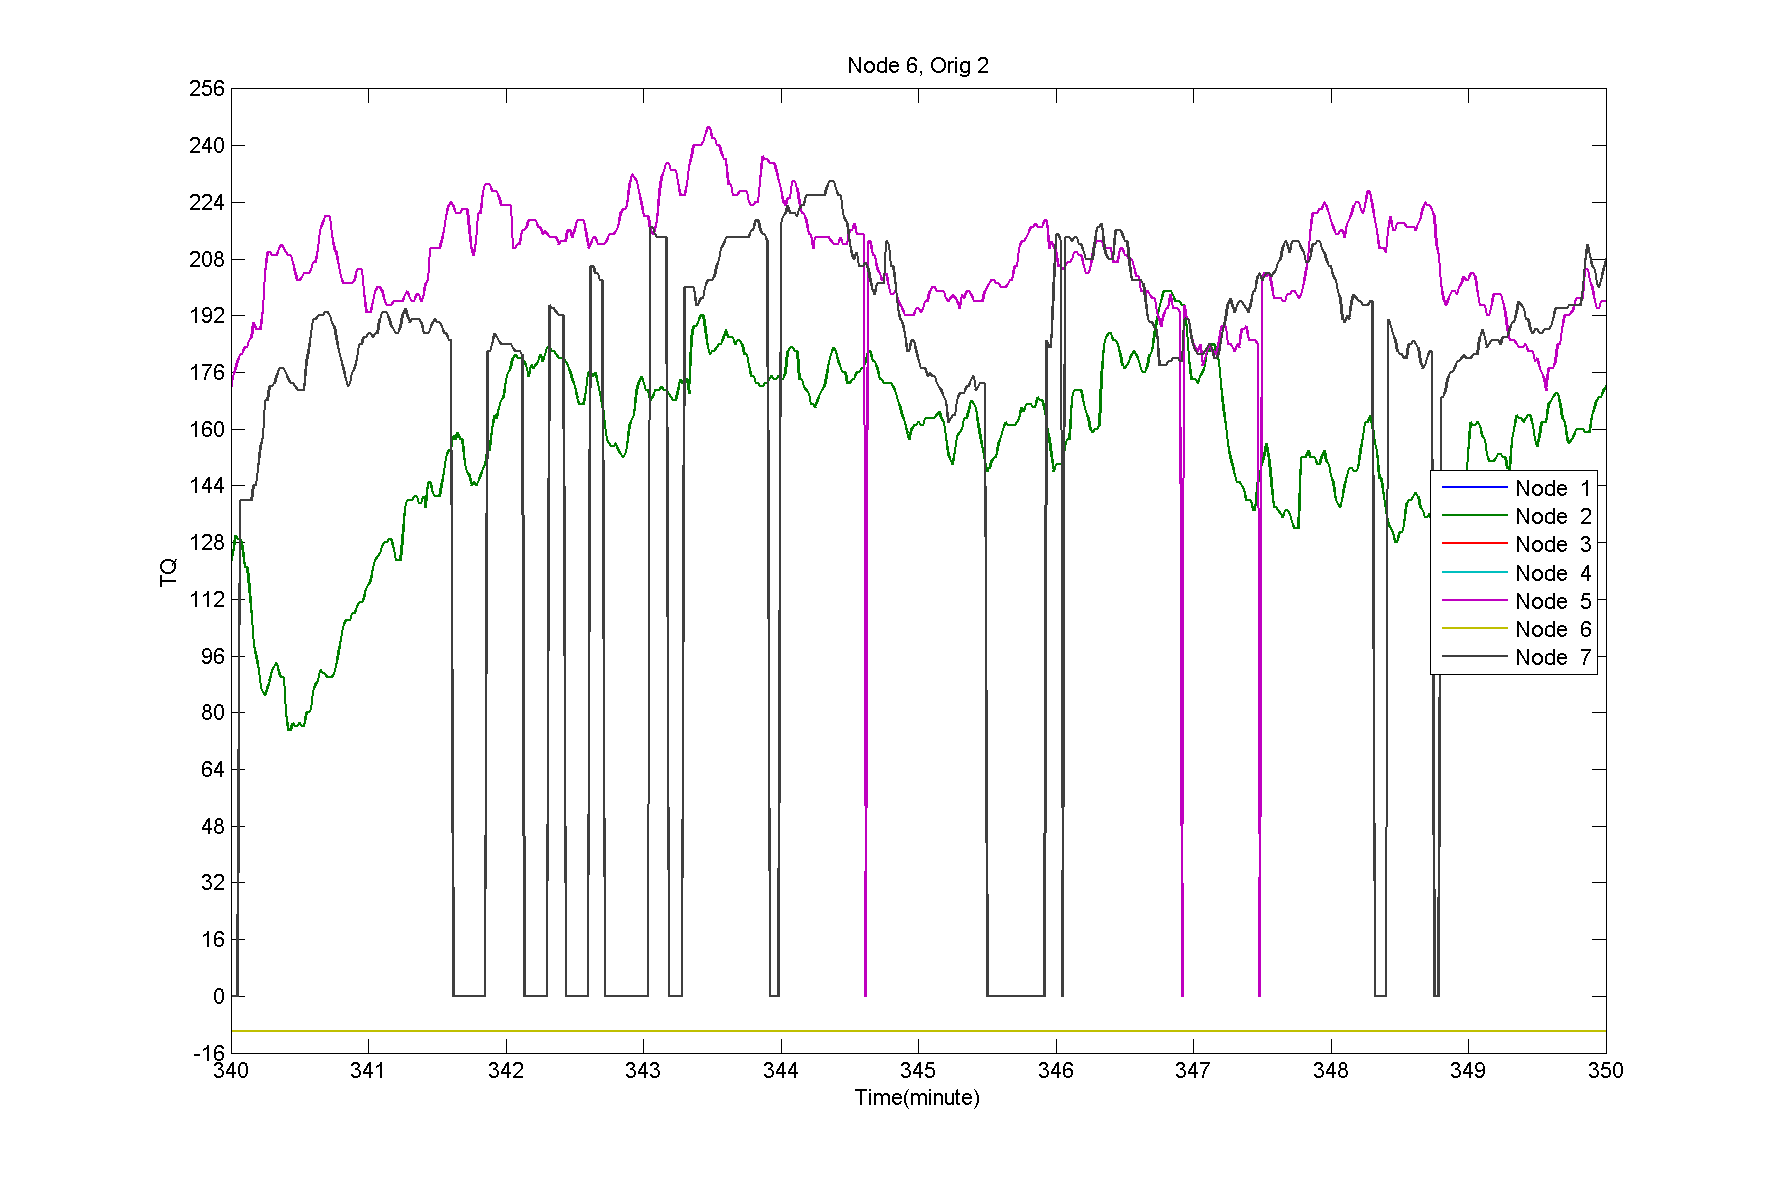 Node 6, Orig 2
256
240
224
208
192
176
160
144
128
112
96
80
64
48
32
16
0
-16
TQ
340 341 342 343 344 345 346 347 348 349 350
Time(minute)
Node 1
Node 2
Node 3
Node 4
Node 5
Node 6
Node 7